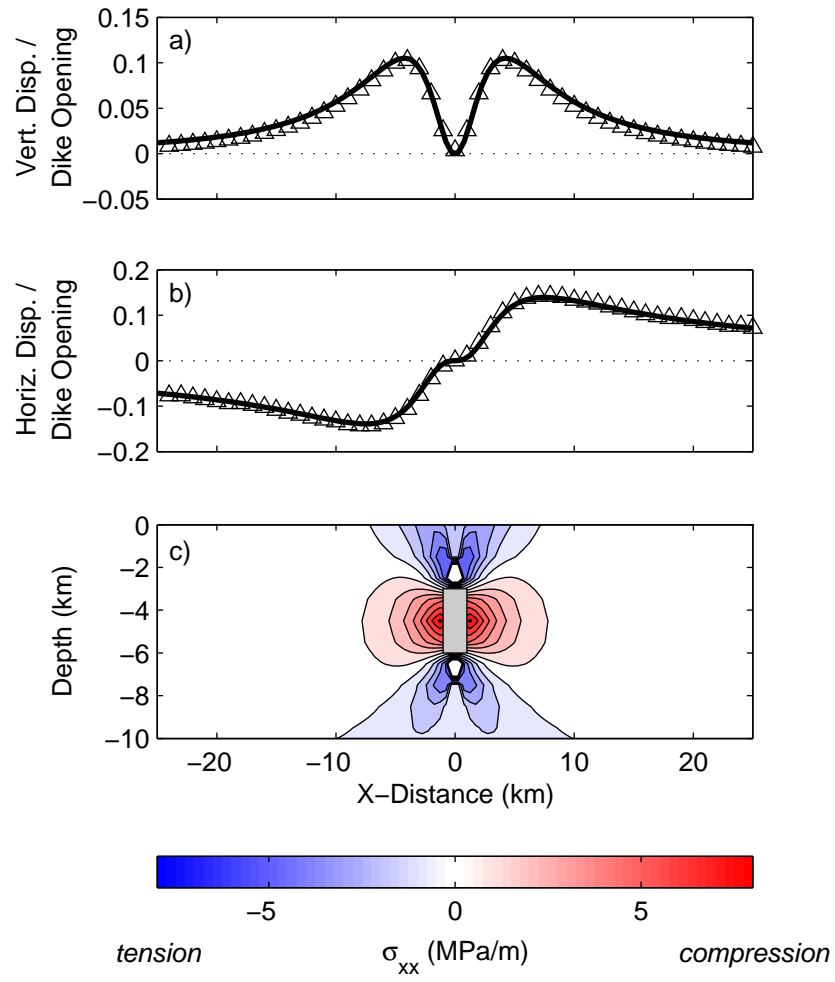 Vert. Disp. /
Dike Opening
0.15
0.1
0.05
0
−0.05
a)
Horiz. Disp. /
Dike Opening
0.2
0.1
0
−0.1
−0.2
b)
Depth (km)
0
−2
−4
−6
−8
−10
c)
−20 −10 0 10 20
X−Distance (km)
−5 0 5
tension σxx (MPa/m) compression